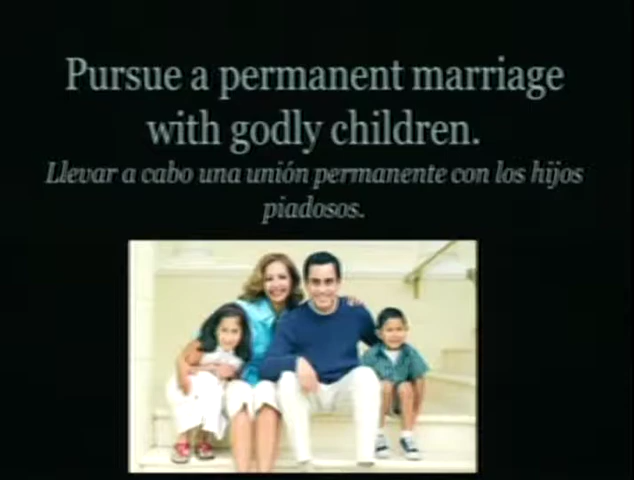 Pursue a permanent marriage
with godly children.
Llevar a cabo una unión permanente con los hijos
piadosos.